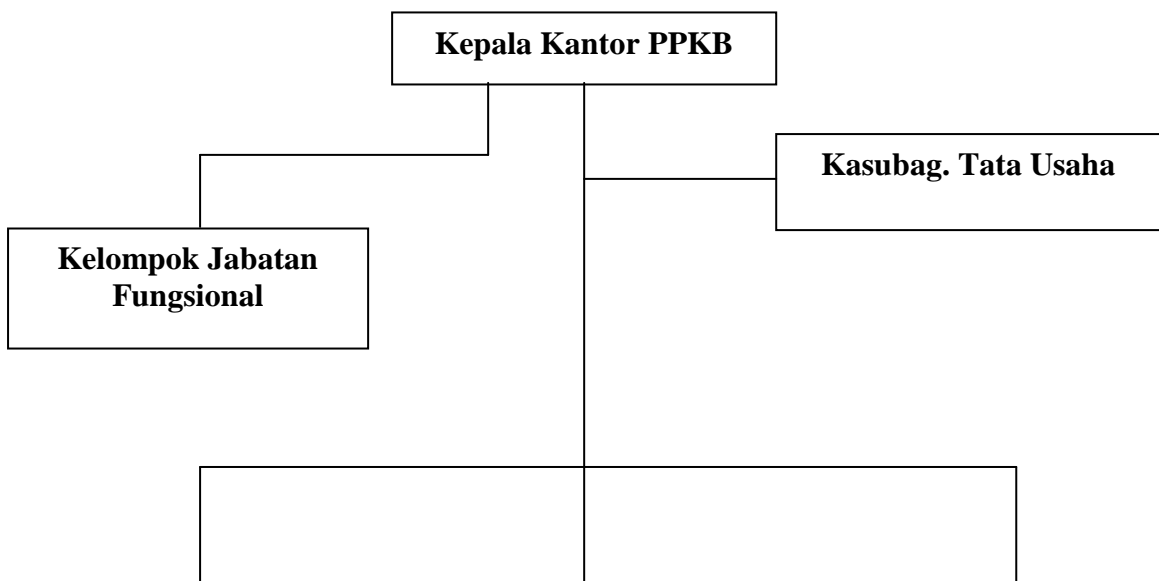 Kepala Kantor PPKB
Kasubag. Tata Usaha
Kelompok Jabatan
Fungsional